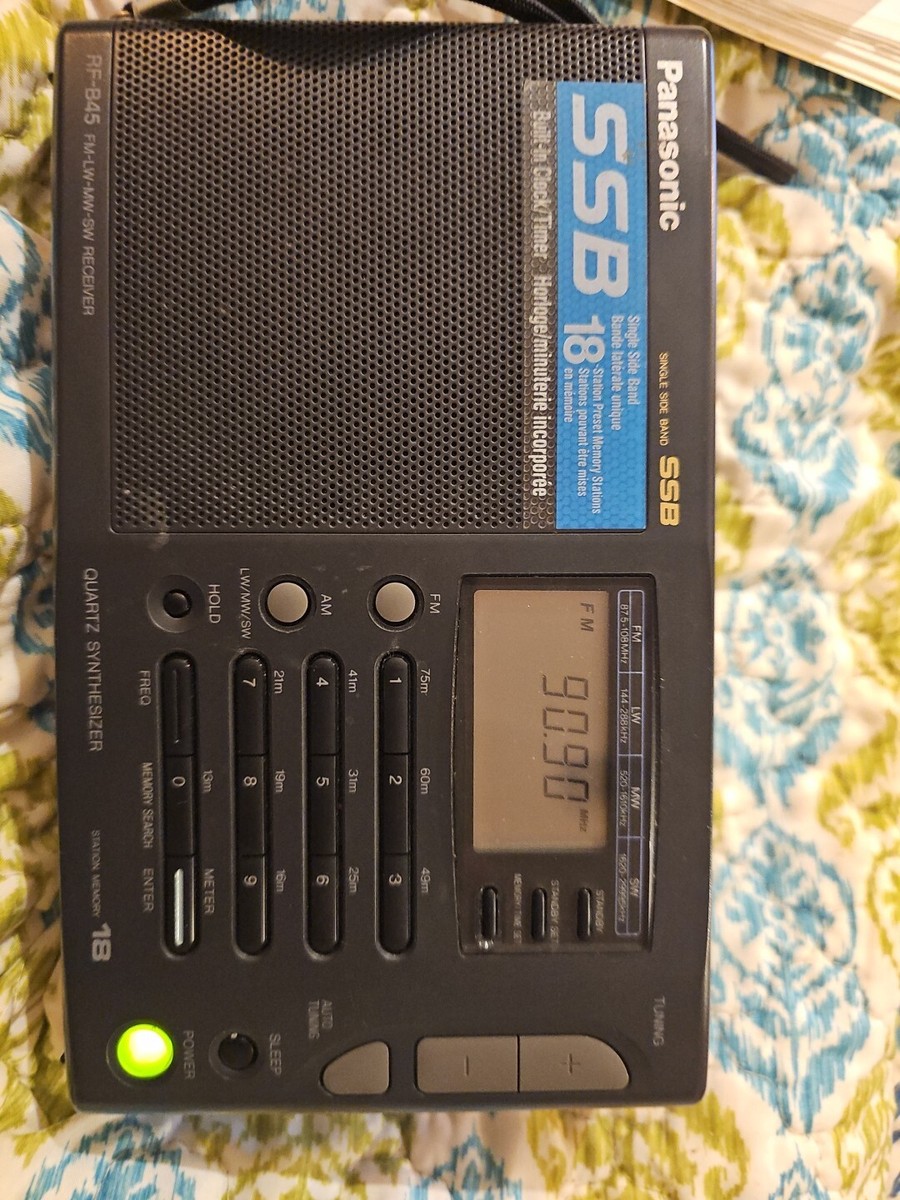 Panasonic
SINGLE SIDE BAND SSB
SSB
Single Side Band
Bande latérale unique
18 -Station Preset Memory Stations
Stations pouvant être mises
en mémoire
Built-In Clock/Timer Horloge/minuterie incorporée
RF-B45 FM-LW-MW-SW RECEIVER
FM LW MW SW
87.5-108MHz 144-288kHz 520-1610kHz
FM
90.90 MHz
STANDBY
STANDBY SET
TUNING
+
-
FM
AM
LW/MW/SW
HOLD
75m 60m 49m
1 2 3
41m 31m 25m
4 5 6
21m 19m 16m
7 8 9
13m METER
0
FREQ MEMORY SEARCH ENTER
AUTO
TUNING
SLEEP
POWER
QUARTZ SYNTHESIZER
STATION MEMORY 18